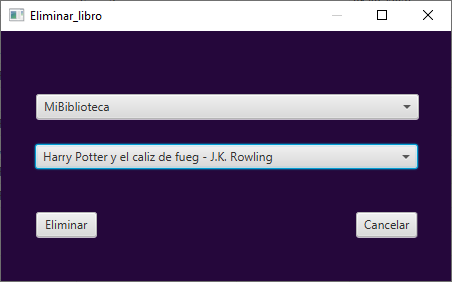 Eliminar_libro
MiBiblioteca
Harry Potter y el caliz de fueg - J.K. Rowling
Eliminar
Cancelar